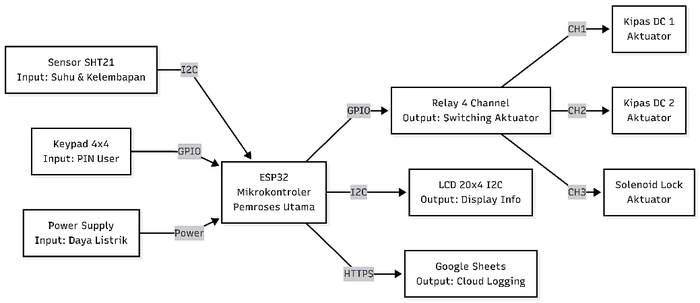 Sensor SHT21
Input: Suhu & Kelembapan
I2C
Keypad 4x4
Input: PIN User
GPIO
Power Supply
Input: Daya Listrik
Power
ESP32
Mikrokontroler
Pemroses Utama
GPIO
Relay 4 Channel
Output: Switching Aktuator
I2C
LCD 20x4 I2C
Output: Display Info
HTTPS
Google Sheets
Output: Cloud Logging
CH1
Kipas DC 1
Aktuator
CH2
Kipas DC 2
Aktuator
CH3
Solenoid Lock
Aktuator